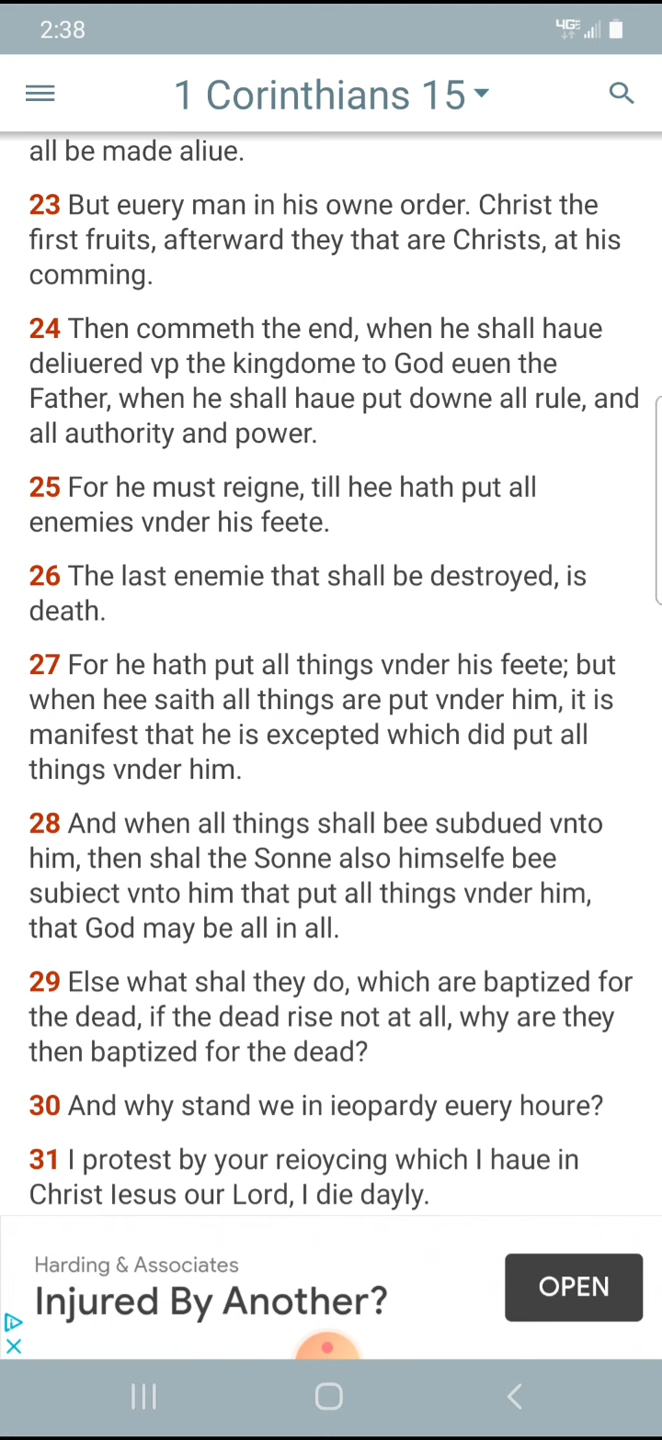 2:38 4GE
1 Corinthians 15
all be made aliue.
23 But euery man in his owne order. Christ the
first fruits, afterward they that are Christs, at his
comming.
24 Then commeth the end, when he shall haue
deliuered vp the kingdome to God euen the
Father, when he shall haue put downe all rule, and
all authority and power.
25 For he must reigne, till hee hath put all
enemies vnder his feete.
26 The last enemie that shall be destroyed, is
death.
27 For he hath put all things vnder his feete; but
when hee saith all things are put vnder him, it is
manifest that he is excepted which did put all
things vnder him.
28 And when all things shall bee subdued vnto
him, then shal the Sonne also himselfe bee
subiect vnto him that put all things vnder him,
that God may be all in all.
29 Else what shal they do, which are baptized for
the dead, if the dead rise not at all, why are they
then baptized for the dead?
30 And why stand we in ieopardy euery houre?
31 I protest by your reioycing which I haue in
Christ Iesus our Lord, I die dayly.
Harding & Associates
Injured By Another?
OPEN